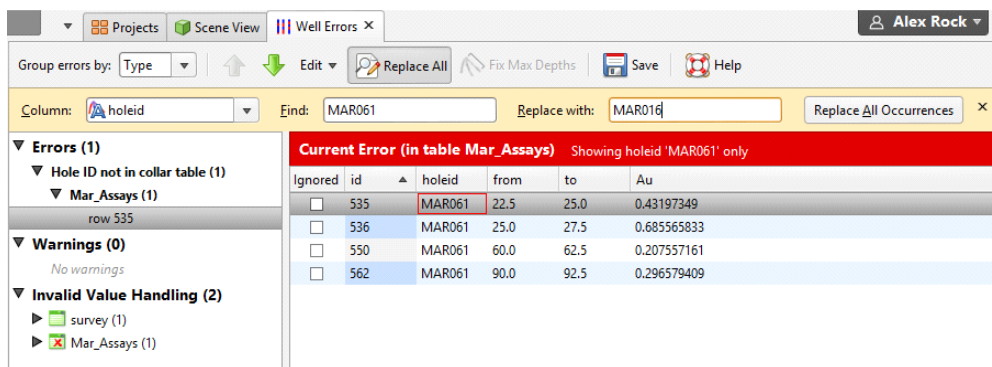 Projects Scene View Well Errors × Alex Rock
Group errors by: Type Edit Replace All Fix Max Depths Save Help
Column: holeid Find: MAR061 Replace with: MAR016 Replace All Occurrences ×
Errors (1)
Hole ID not in collar table (1)
Mar_Assays (1)
row 535
Warnings (0)
No warnings
Invalid Value Handling (2)
survey (1)
Mar_Assays (1)
Current Error (in table Mar_Assays) Showing holeid 'MAR061' only
Ignored id holeid from to Au
535 MAR061 22.5 25.0 0.43197349
536 MAR061 25.0 27.5 0.685565833
550 MAR061 60.0 62.5 0.207557161
562 MAR061 90.0 92.5 0.296579409